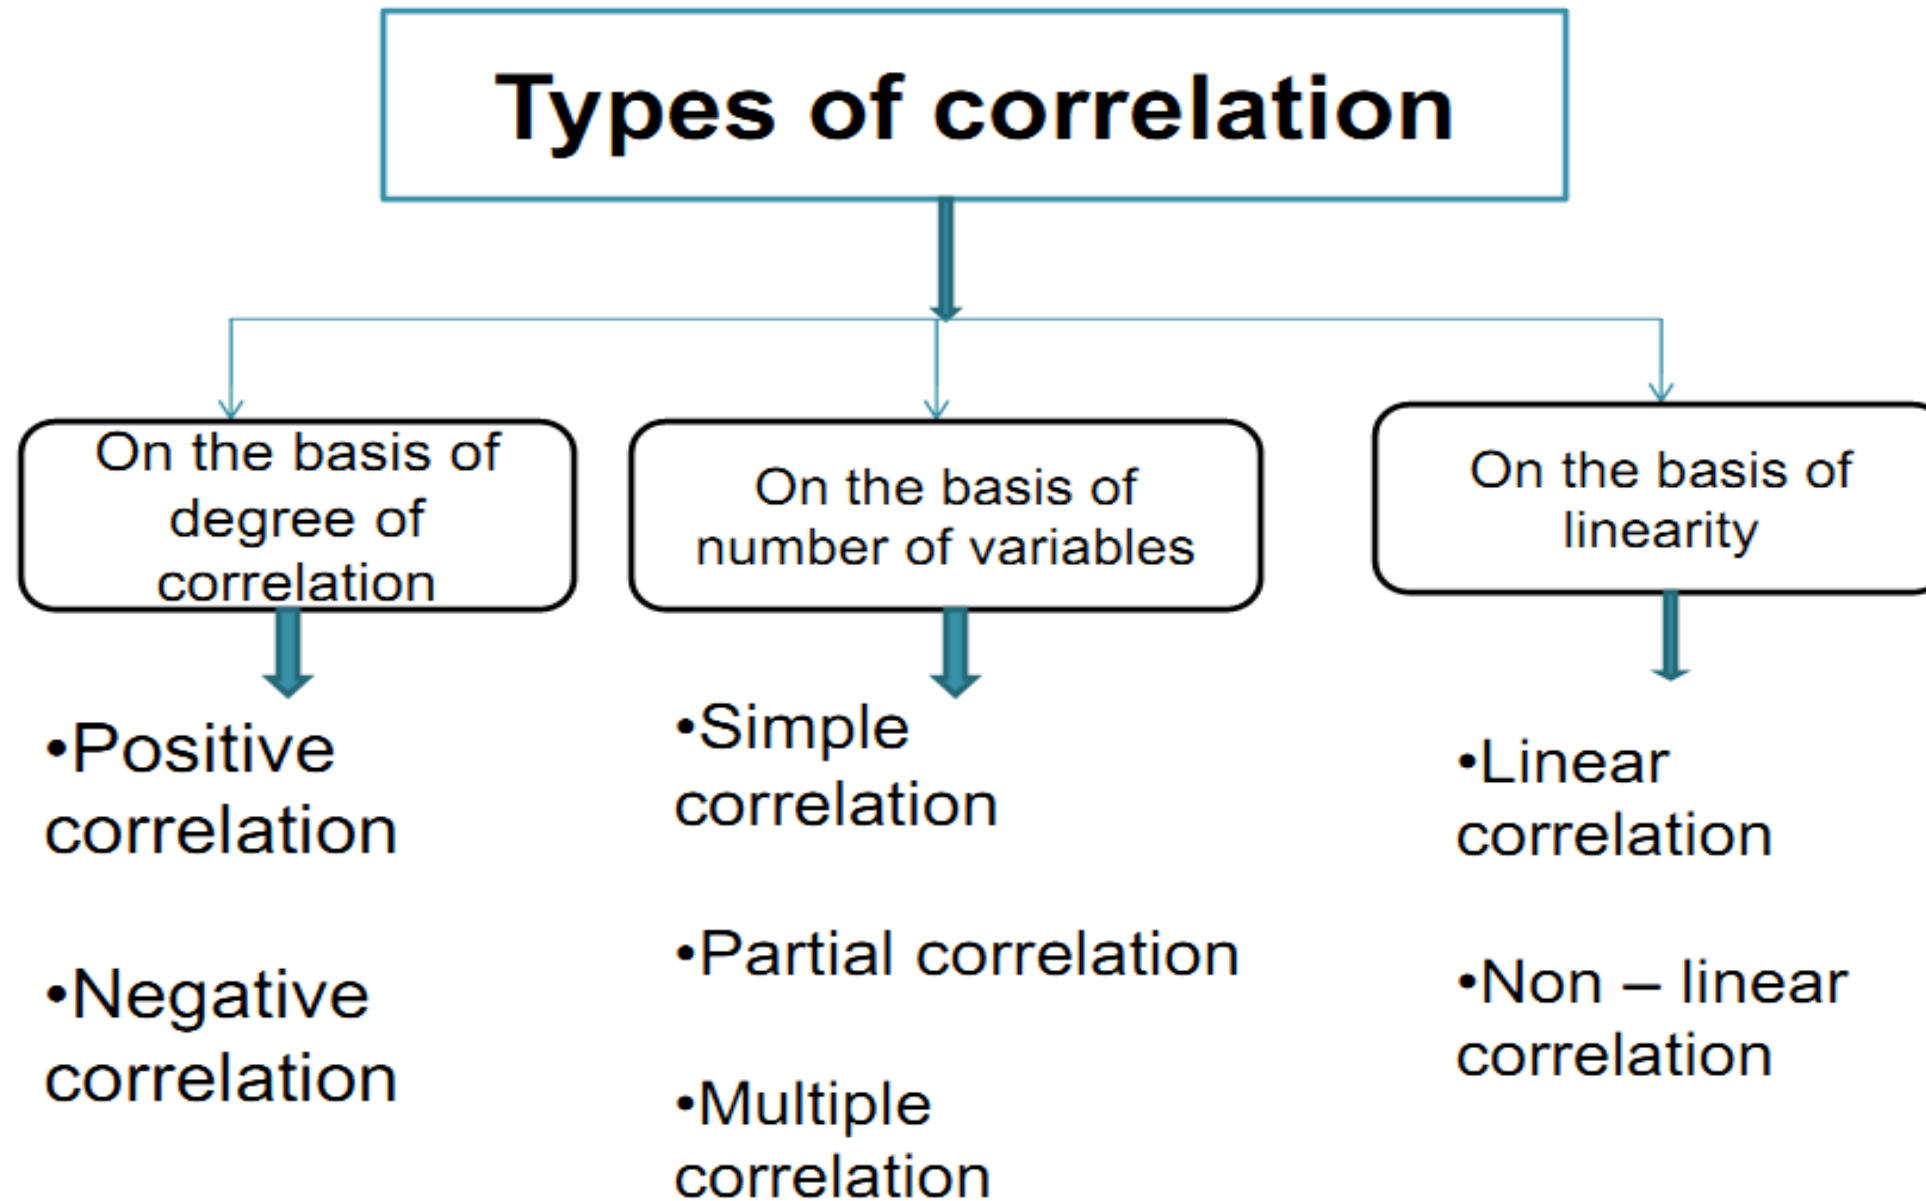 Types of correlation
On the basis of
degree of
correlation
•Positive
correlation
•Negative
correlation
On the basis of
number of variables
•Simple
correlation
•Partial correlation
•Multiple
correlation
On the basis of
linearity
•Linear
correlation
•Non – linear
correlation